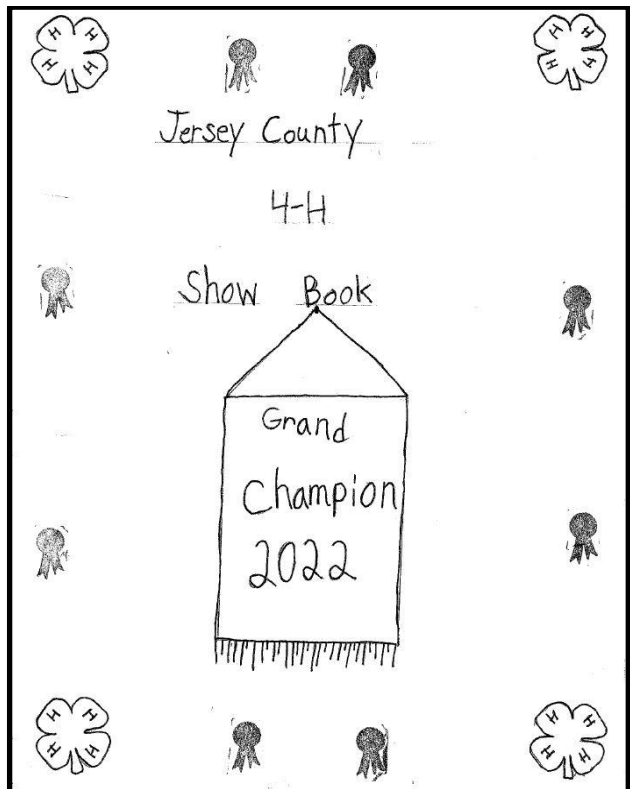 H H H H
H H H H
Jersey County
4-H
Show Book
Grand
Champion
2022
H H H H
H H H H